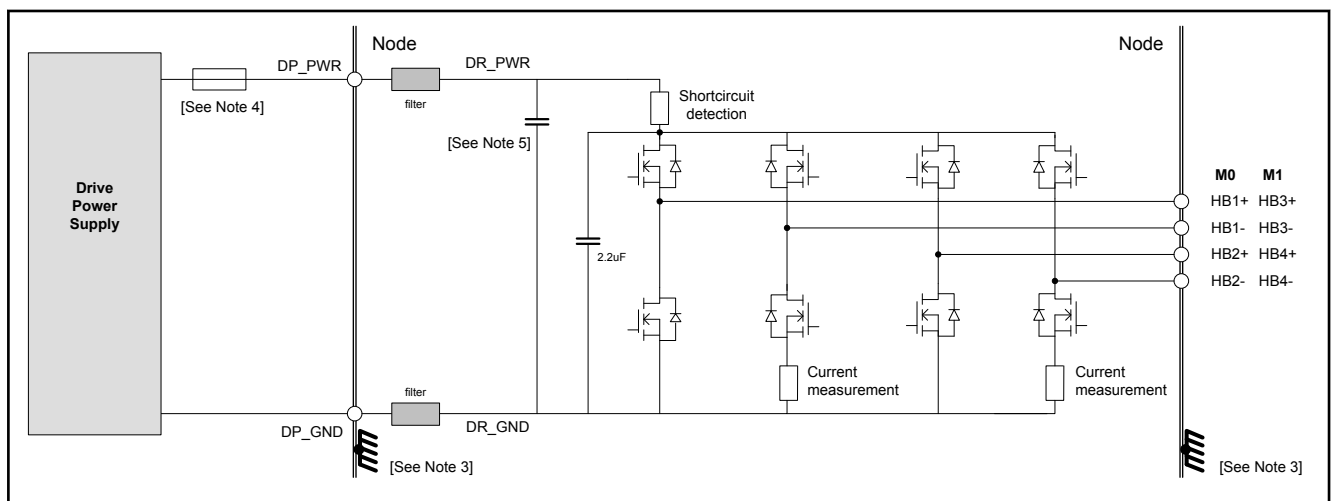 Node
Node
DP_PWR
DR_PWR
[See Note 4]
filter
Shortcircuit
detection
[See Note 5]
Drive
Power
Supply
M0 M1
HB1+ HB3+
HB1- HB3-
HB2+ HB4+
HB2- HB4-
2.2uF
Current
measurement
Current
measurement
filter
DP_GND
DR_GND
[See Note 3]
[See Note 3]